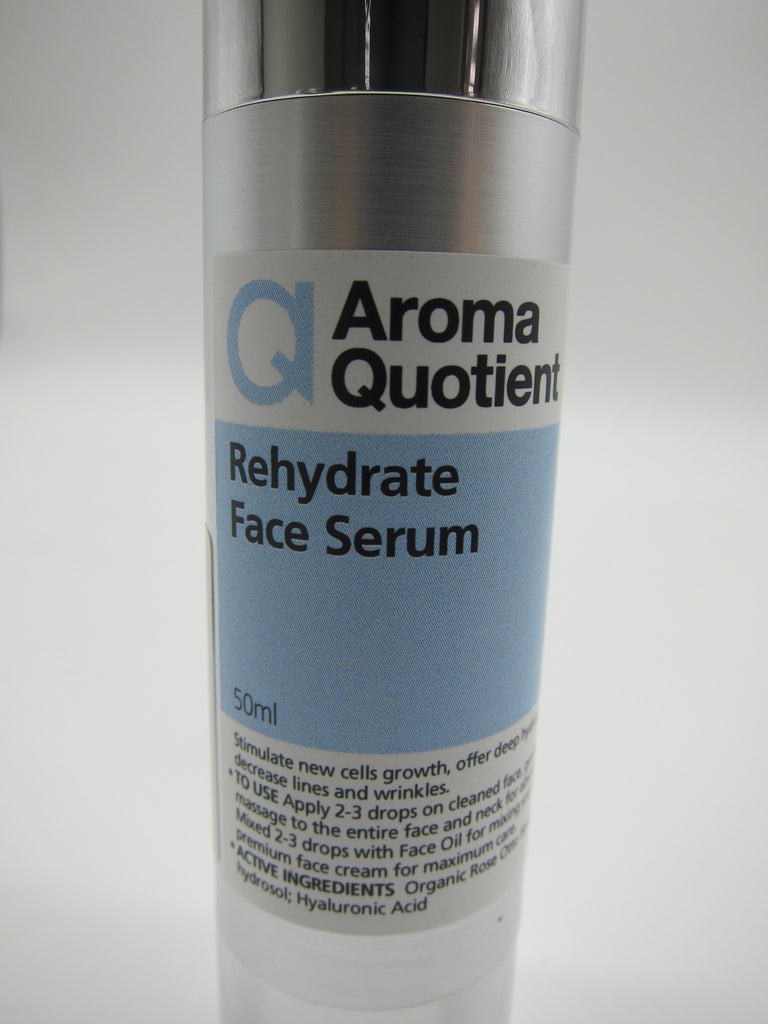 Aroma
Quotient
Rehydrate
Face Serum
50ml
Stimulate new cells growth, offer deep
decrease lines and wrinkles.
• TO USE Apply 2-3 drops on cleaned face,
massage to the entire face and neck for
Mixed 2-3 drops with Face Oil for mixing
premium face cream for maximum care.
• ACTIVE INGREDIENTS Organic Rose Otto
hydrosol; Hyaluronic Acid